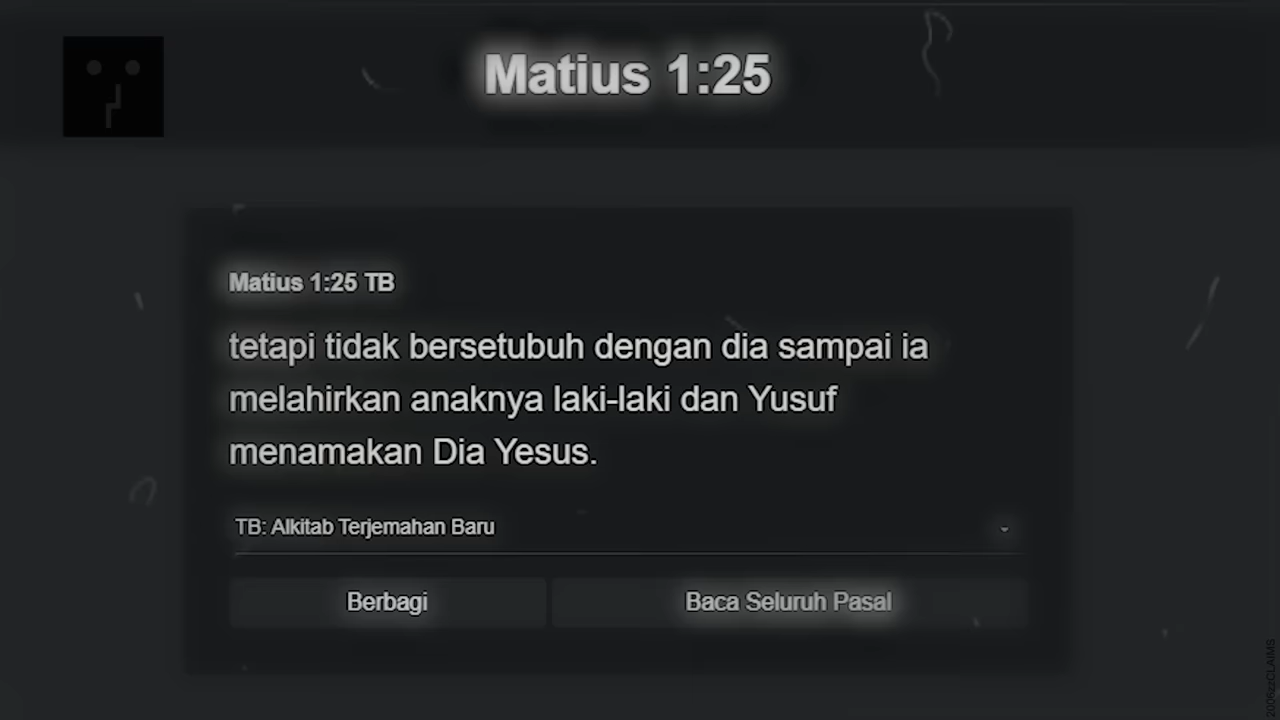 Matius 1:25
Matius 1:25 TB
tetapi tidak bersetubuh dengan dia sampai ia
melahirkan anaknya laki-laki dan Yusuf
menamakan Dia Yesus.
TB: Alkitab Terjemahan Baru
Berbagi
Baca Seluruh Pasal